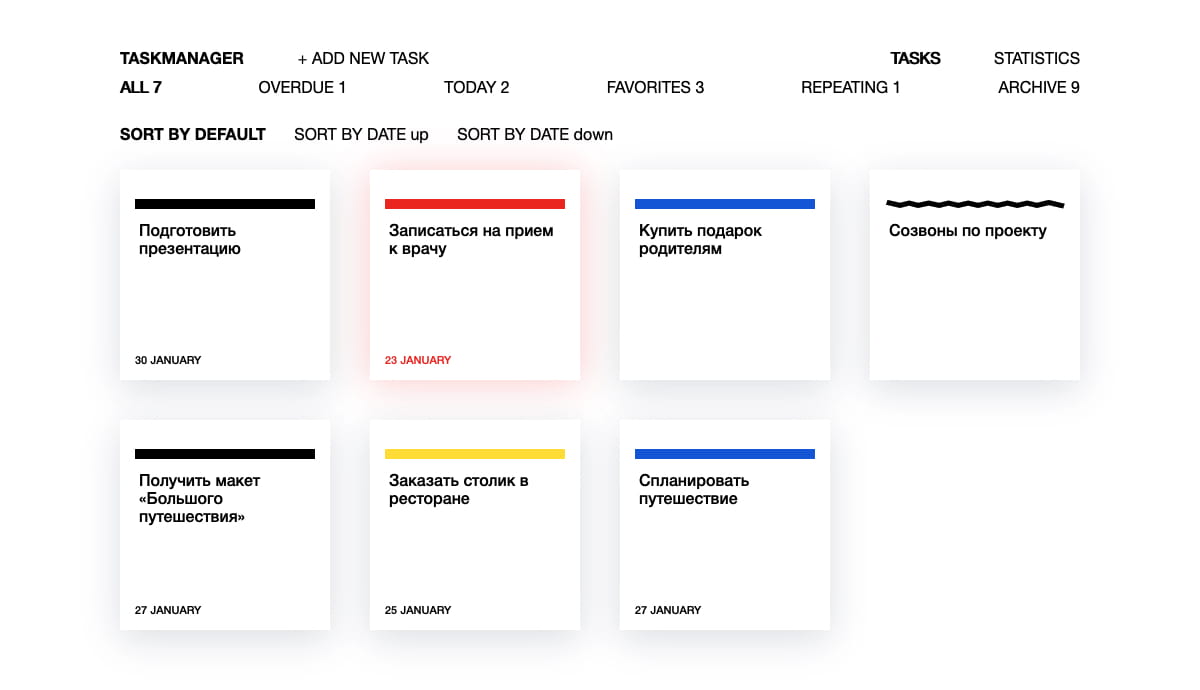 TASKMANAGER + ADD NEW TASK TASKS STATISTICS
ALL 7 OVERDUE 1 TODAY 2 FAVORITES 3 REPEATING 1 ARCHIVE 9
SORT BY DEFAULT SORT BY DATE up SORT BY DATE down
Подготовить
презентацию
30 JANUARY
Записаться на прием
к врачу
23 JANUARY
Купить подарок
родителям
Созвоны по проекту
Получить макет
«Большого
путешествия»
27 JANUARY
Заказать столик в
ресторане
25 JANUARY
Спланировать
путешествие
27 JANUARY